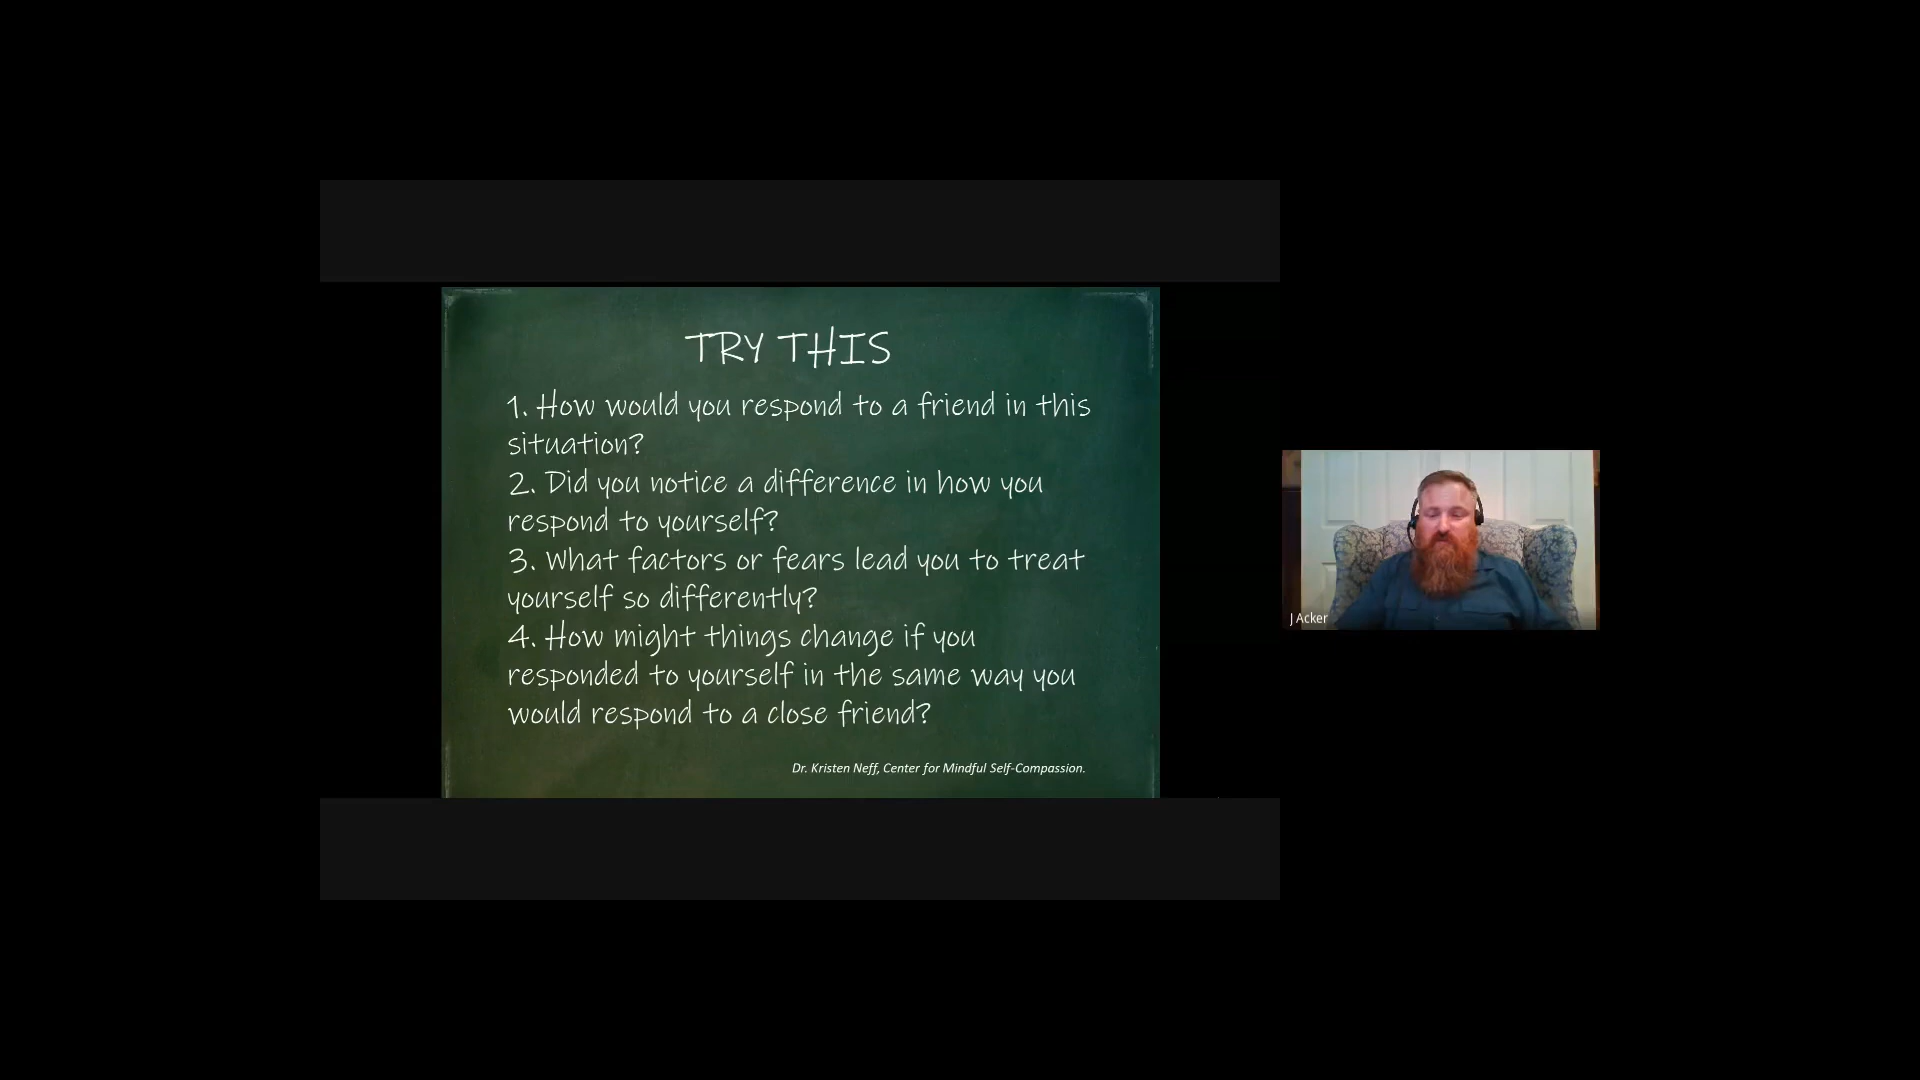 TRY THIS
1. How would you respond to a friend in this
situation?
2. Did you notice a difference in how you
respond to yourself?
3. What factors or fears lead you to treat
yourself so differently?
4. How might things change if you
responded to yourself in the same way you
would respond to a close friend?
Dr. Kristen Neff, Center for Mindful Self-Compassion.
J Acker